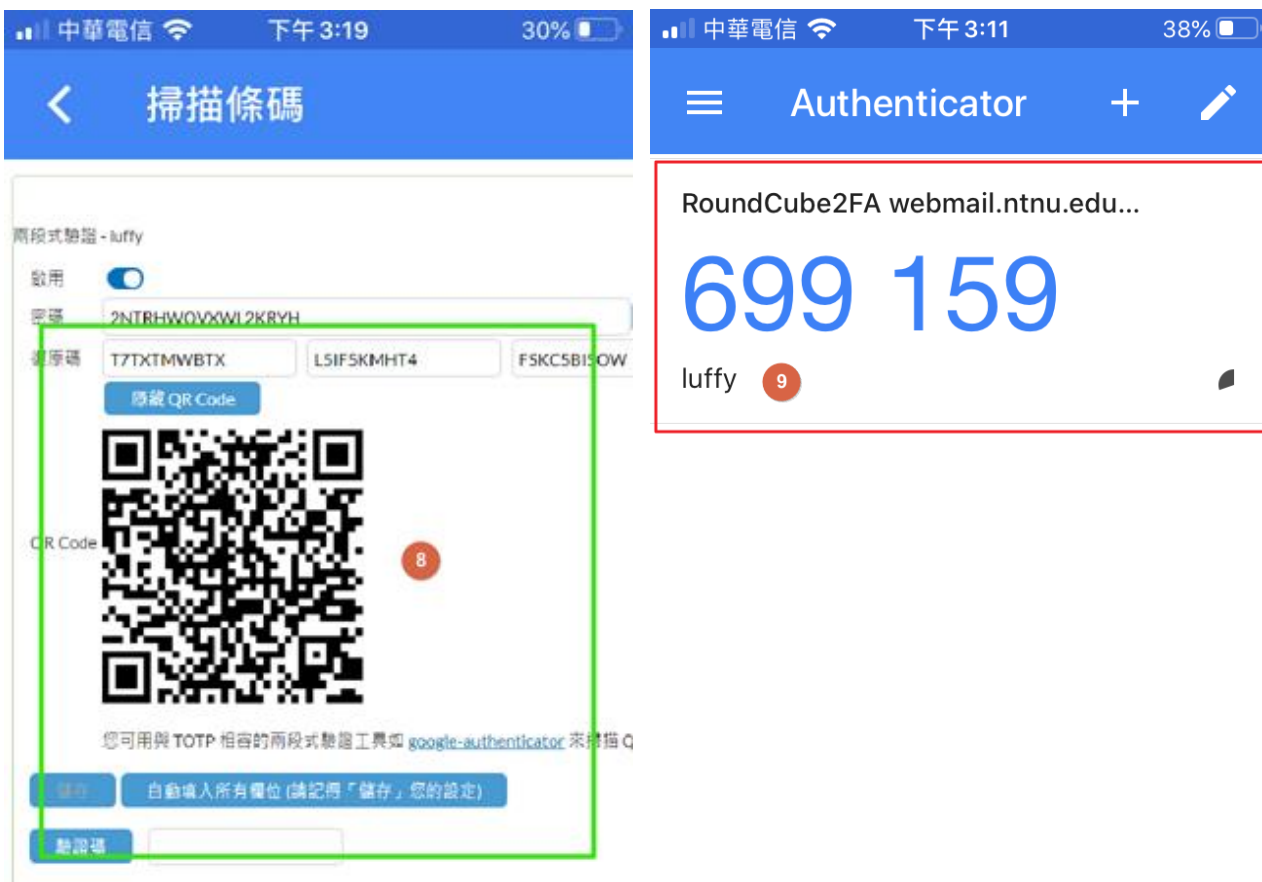 中華電信 下午 3:19 30%
掃描條碼
兩段式驗證 - luffy
啟用
密碼 2NTRHWOVXWL2KRYH
復原碼 T7TXTMWBTX L5IF5KMHT4 F5KC5BISOW
隱藏 QR Code
QR Code
8
您可用與 TOTP 相容的兩段式驗證工具如 google-authenticator 來掃描 Q
儲存 自動填入所有欄位 (請記得「儲存」您的設定)
驗證碼
中華電信 下午 3:11 38%
Authenticator
RoundCube2FA webmail.ntnu.edu...
699 159
luffy 9